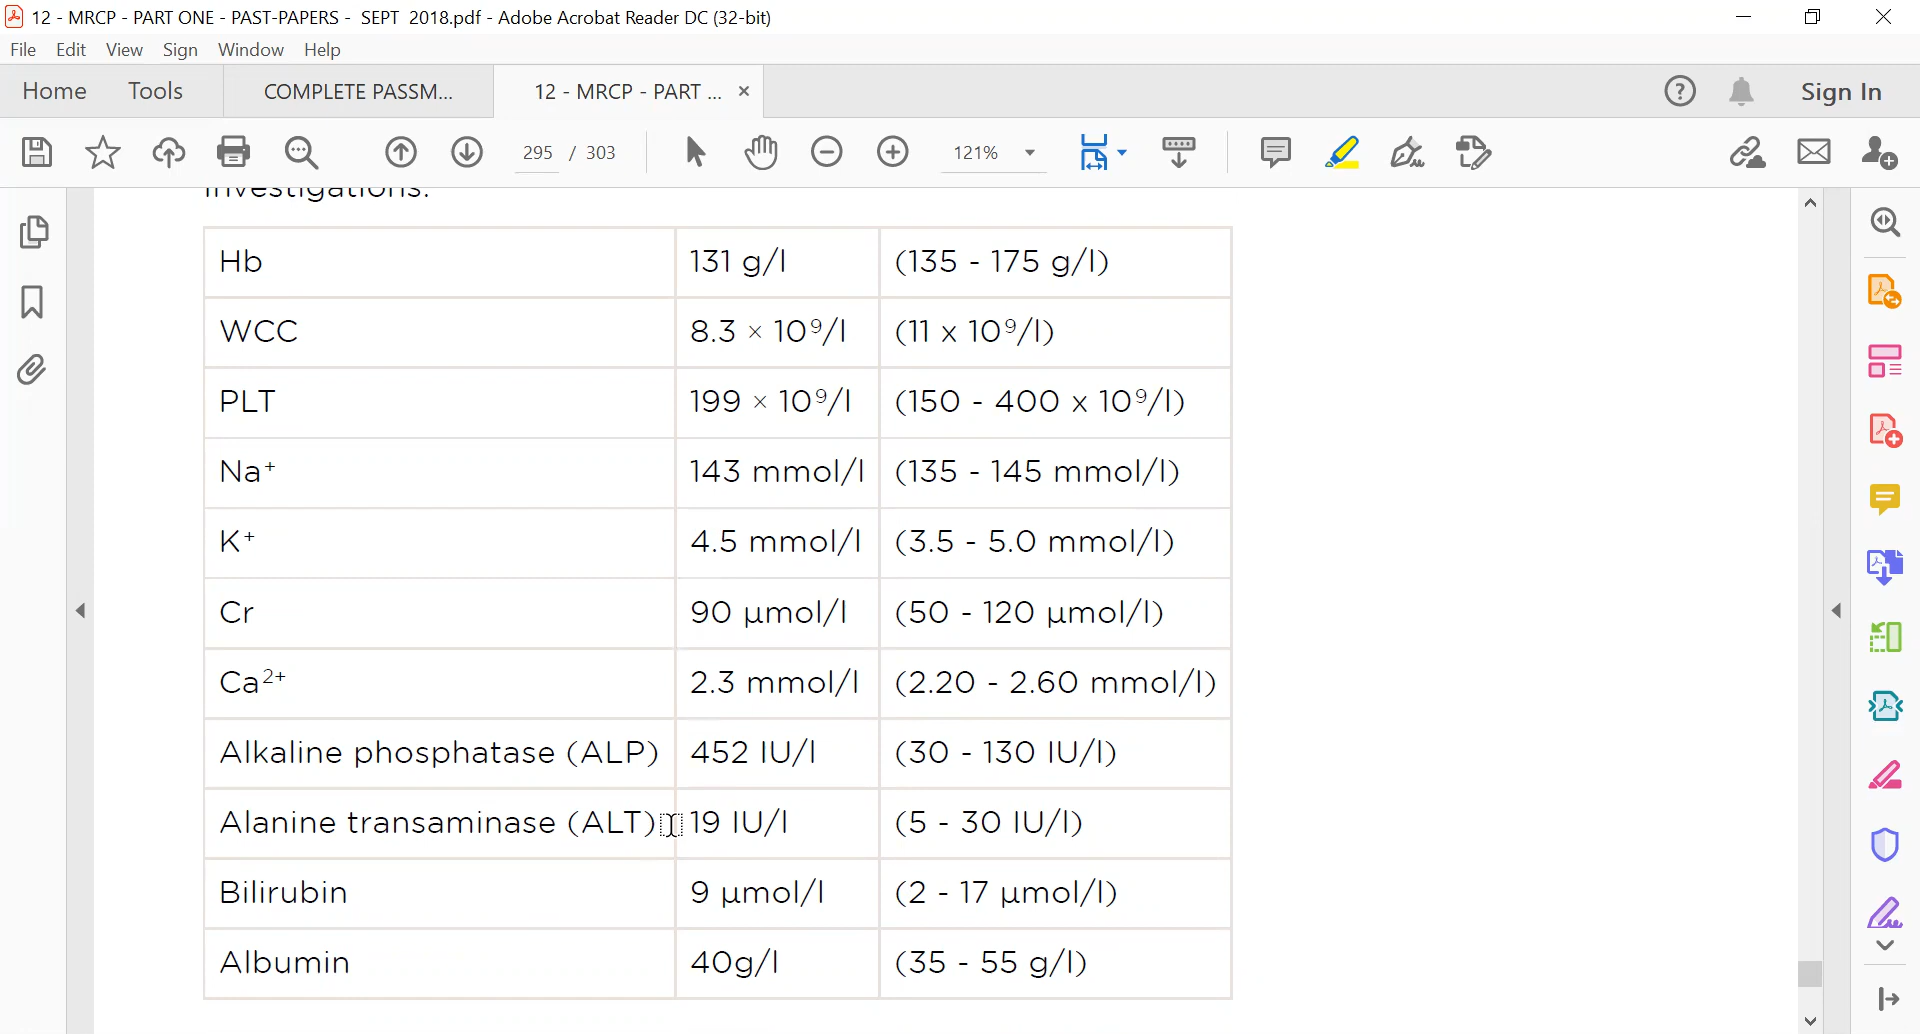 12 - MRCP - PART ONE - PAST-PAPERS - SEPT 2018.pdf - Adobe Acrobat Reader DC (32-bit)
File Edit View Sign Window Help
Home Tools COMPLETE PASSM... 12 - MRCP - PART ... × Sign In
295 / 303 121%
Investigations:
Hb 131 g/l (135 - 175 g/l)
WCC 8.3 × 10⁹/l (11 x 10⁹/l)
PLT 199 × 10⁹/l (150 - 400 x 10⁹/l)
Na⁺ 143 mmol/l (135 - 145 mmol/l)
K⁺ 4.5 mmol/l (3.5 - 5.0 mmol/l)
Cr 90 µmol/l (50 - 120 µmol/l)
Ca²⁺ 2.3 mmol/l (2.20 - 2.60 mmol/l)
Alkaline phosphatase (ALP) 452 IU/l (30 - 130 IU/l)
Alanine transaminase (ALT) 19 IU/l (5 - 30 IU/l)
Bilirubin 9 µmol/l (2 - 17 µmol/l)
Albumin 40g/l (35 - 55 g/l)